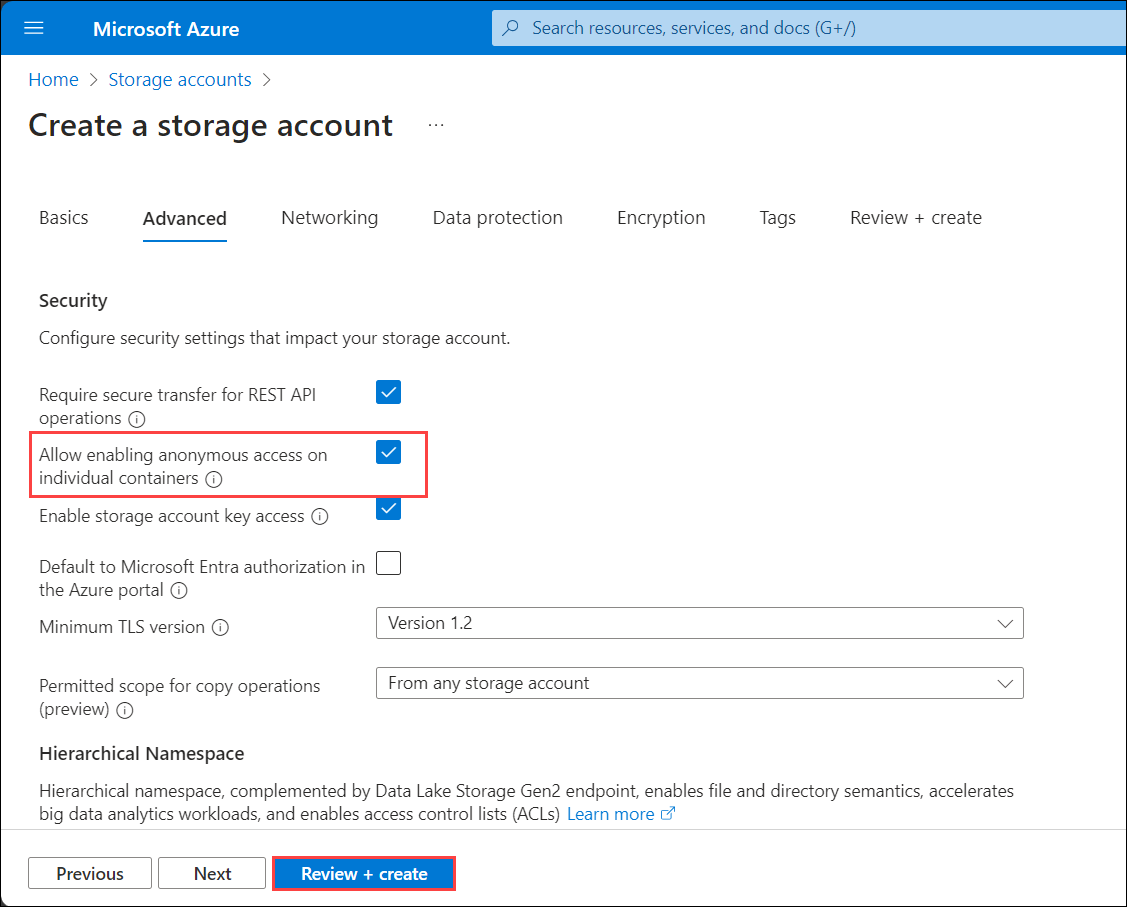 Microsoft Azure
Search resources, services, and docs (G+/)
Home > Storage accounts >
Create a storage account ...
Basics Advanced Networking Data protection Encryption Tags Review + create
Security
Configure security settings that impact your storage account.
Require secure transfer for REST API
operations
Allow enabling anonymous access on
individual containers
Enable storage account key access
Default to Microsoft Entra authorization in
the Azure portal
Minimum TLS version
Version 1.2
Permitted scope for copy operations
(preview)
From any storage account
Hierarchical Namespace
Hierarchical namespace, complemented by Data Lake Storage Gen2 endpoint, enables file and directory semantics, accelerates
big data analytics workloads, and enables access control lists (ACLs) Learn more
Previous Next Review + create